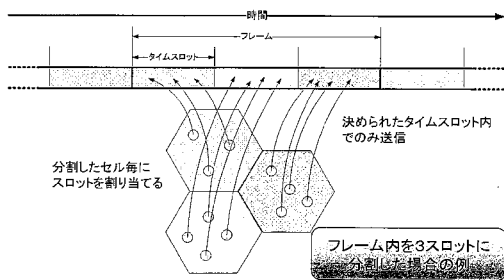 時間
フレーム
タイムスロット
決められたタイムスロット内
でのみ送信
分割したセル毎に
スロットを割り当てる
フレーム内を3スロットに
分割した場合の例